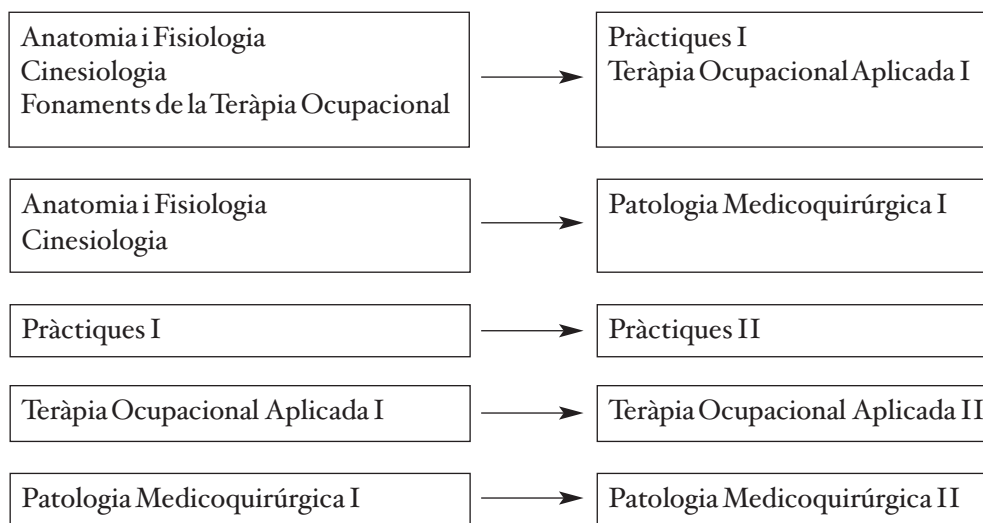 Anatomia i Fisiologia
Cinesiologia
Fonaments de la Teràpia Ocupacional
Pràctiques I
Teràpia Ocupacional Aplicada I
Anatomia i Fisiologia
Cinesiologia
Patologia Medicoquirúrgica I
Pràctiques I
Pràctiques II
Teràpia Ocupacional Aplicada I
Teràpia Ocupacional Aplicada II
Patologia Medicoquirúrgica I
Patologia Medicoquirúrgica II